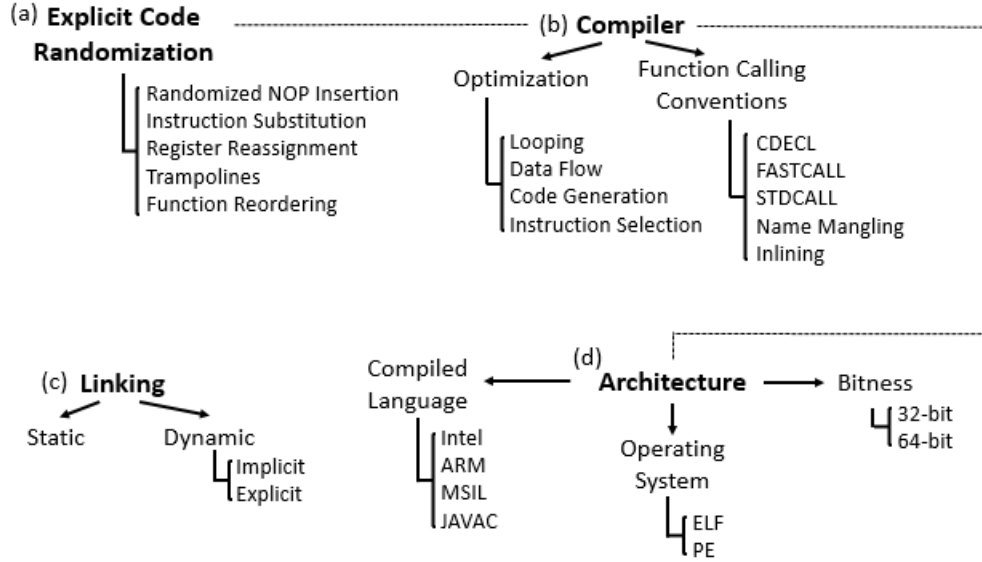 (a) Explicit Code
Randomization
Randomized NOP Insertion
Instruction Substitution
Register Reassignment
Trampolines
Function Reordering
(b) Compiler
Optimization
Looping
Data Flow
Code Generation
Instruction Selection
Function Calling
Conventions
CDECL
FASTCALL
STDCALL
Name Mangling
Inlining
(c) Linking
Static
Dynamic
Implicit
Explicit
(d) Architecture
Compiled
Language
Intel
ARM
MSIL
JAVAC
Operating
System
ELF
PE
Bitness
32-bit
64-bit